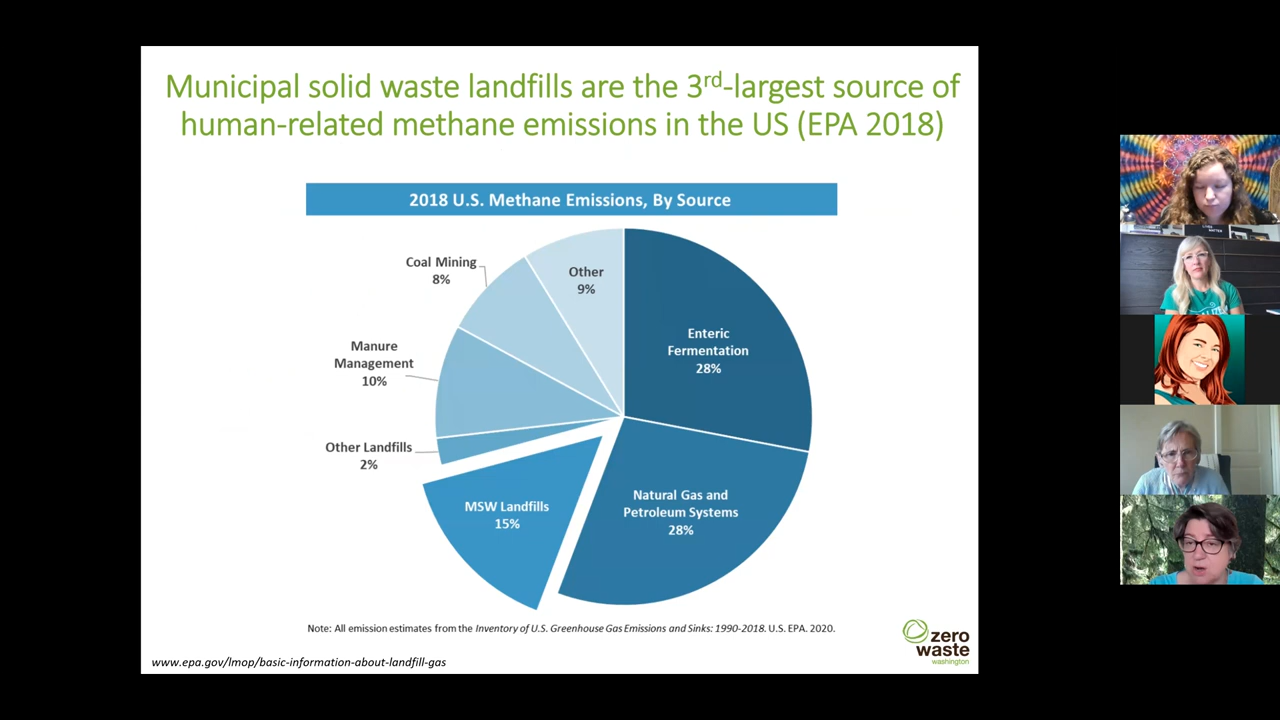 Municipal solid waste landfills are the 3rd-largest source of
human-related methane emissions in the US (EPA 2018)
2018 U.S. Methane Emissions, By Source
Coal Mining
8%
Other
9%
Enteric
Fermentation
28%
Manure
Management
10%
Other Landfills
2%
MSW Landfills
15%
Natural Gas and
Petroleum Systems
28%
Note: All emission estimates from the Inventory of U.S. Greenhouse Gas Emissions and Sinks: 1990-2018. U.S. EPA. 2020.
www.epa.gov/lmop/basic-information-about-landfill-gas
zero
waste
washington